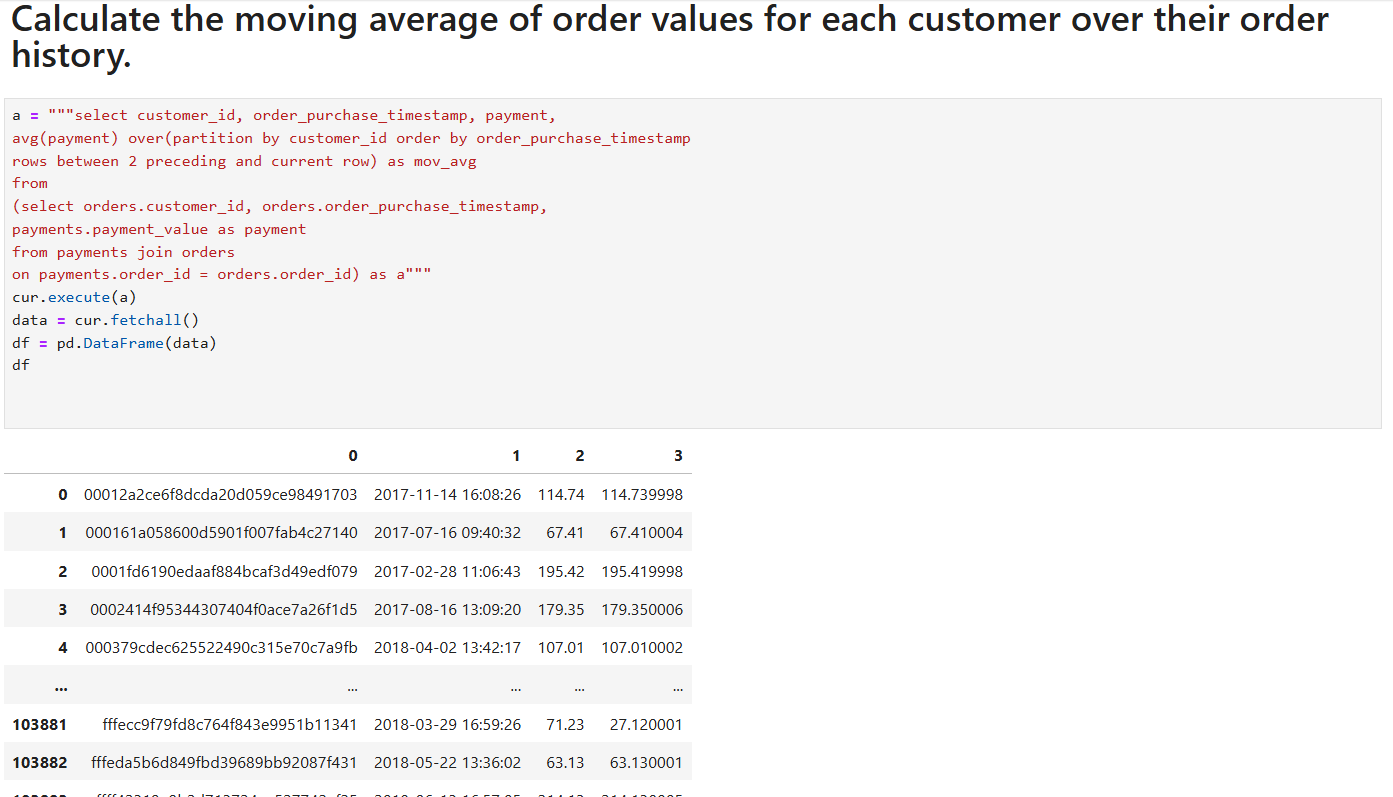 Calculate the moving average of order values for each customer over their order
history.
a = """select customer_id, order_purchase_timestamp, payment,
avg(payment) over(partition by customer_id order by order_purchase_timestamp
rows between 2 preceding and current row) as mov_avg
from
(select orders.customer_id, orders.order_purchase_timestamp,
payments.payment_value as payment
from payments join orders
on payments.order_id = orders.order_id) as a"""
cur.execute(a)
data = cur.fetchall()
df = pd.DataFrame(data)
df
0 1 2 3
0 00012a2ce6f8dcda20d059ce98491703 2017-11-14 16:08:26 114.74 114.739998
1 000161a058600d5901f007fab4c27140 2017-07-16 09:40:32 67.41 67.410004
2 0001fd6190edaaf884bcaf3d49edf079 2017-02-28 11:06:43 195.42 195.419998
3 0002414f95344307404f0ace7a26f1d5 2017-08-16 13:09:20 179.35 179.350006
4 000379cdec625522490c315e70c7a9fb 2018-04-02 13:42:17 107.01 107.010002
... ... ... ... ...
103881 fffecc9f79fd8c764f843e9951b11341 2018-03-29 16:59:26 71.23 27.120001
103882 fffeda5b6d849fbd39689bb92087f431 2018-05-22 13:36:02 63.13 63.130001